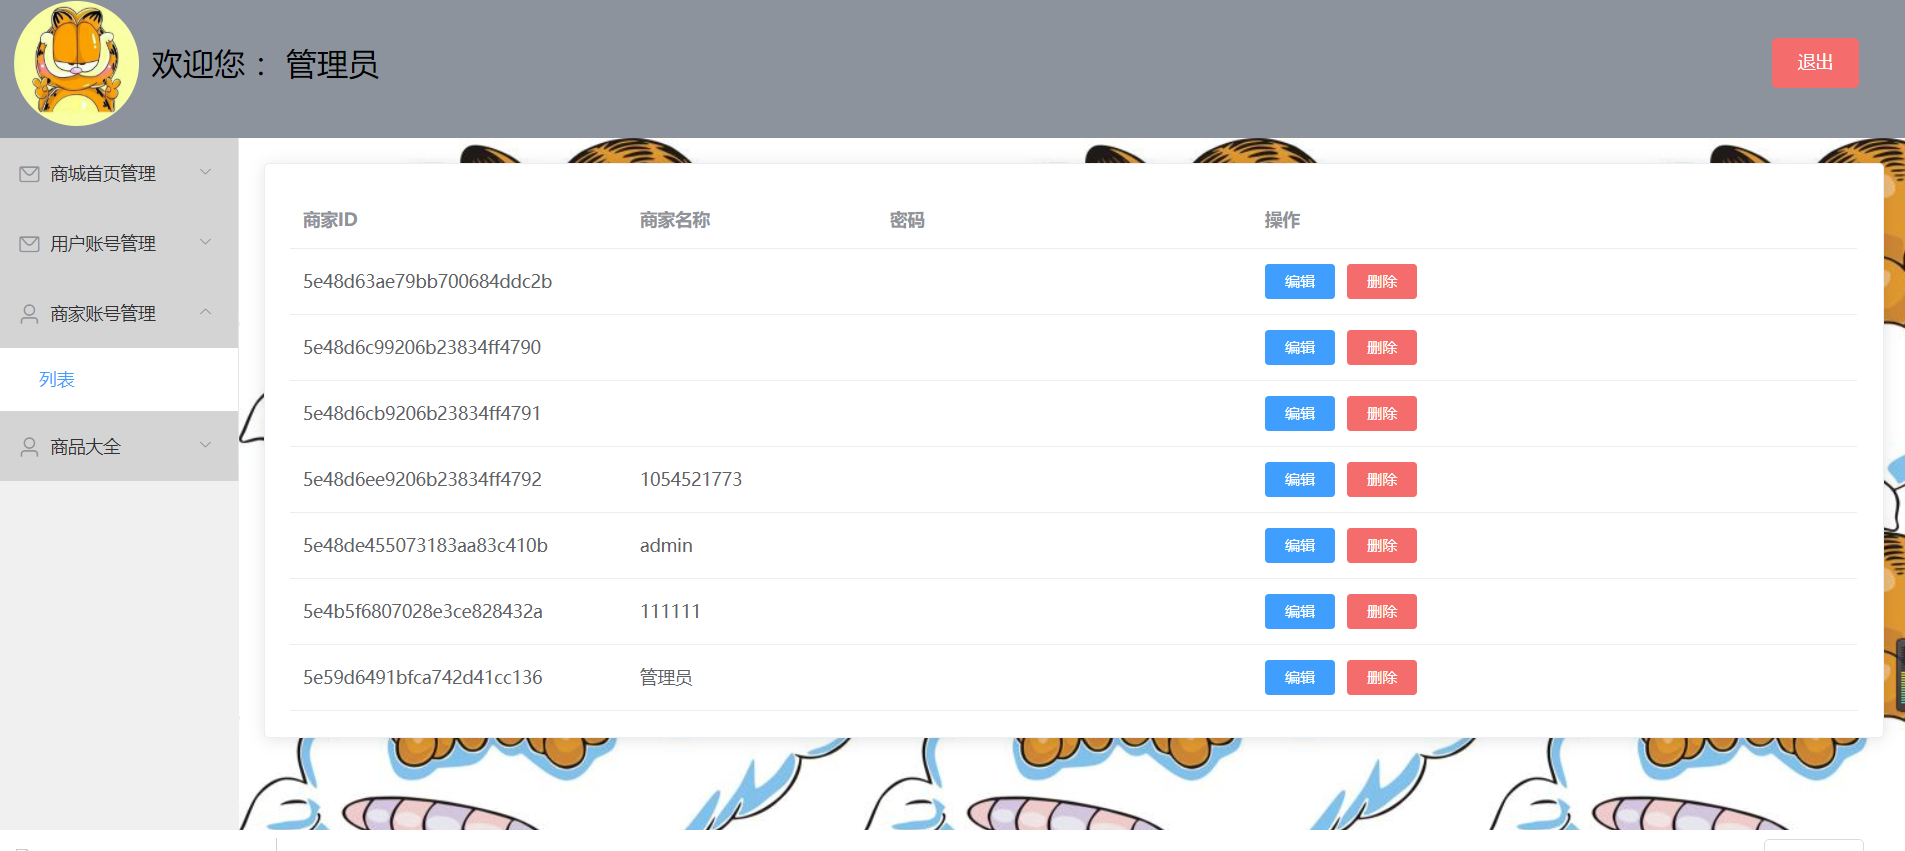 欢迎您： 管理员
退出
商城首页管理
用户账号管理
商家账号管理
列表
商品大全
商家ID 商家名称 密码 操作
5e48d63ae79bb700684ddc2b 编辑 删除
5e48d6c99206b23834ff4790 编辑 删除
5e48d6cb9206b23834ff4791 编辑 删除
5e48d6ee9206b23834ff4792 1054521773 编辑 删除
5e48de455073183aa83c410b admin 编辑 删除
5e4b5f6807028e3ce828432a 111111 编辑 删除
5e59d6491bfca742d41cc136 管理员 编辑 删除